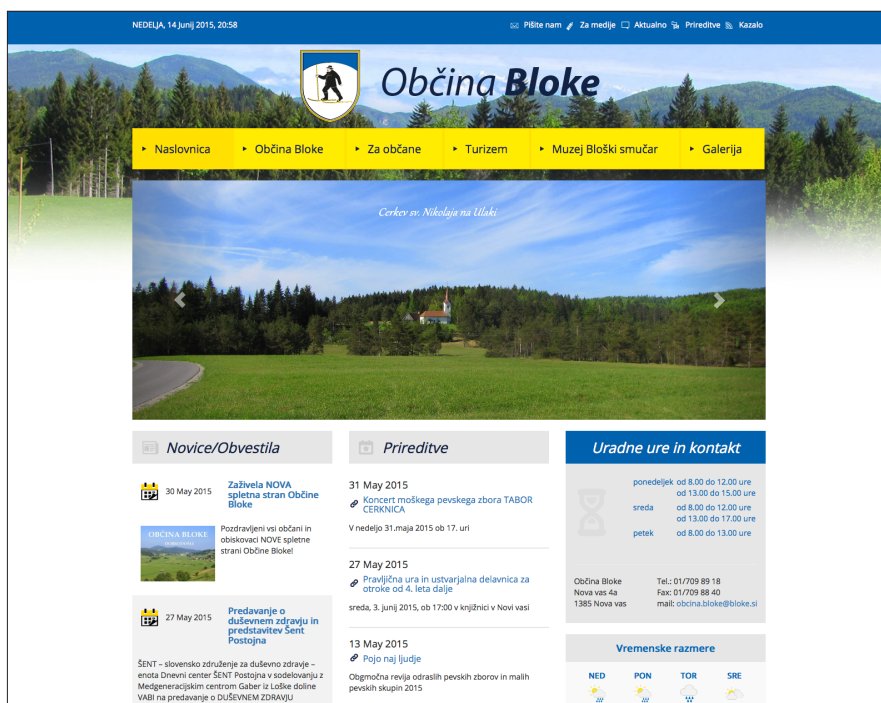 NEDELJA, 14 Junij 2015, 20:58
Pišite nam Za medije Aktualno Prireditve Kazalo
Občina Bloke
Naslovnica Občina Bloke Za občane Turizem Muzej Bloški smučar Galerija
Cerkev sv. Nikolaja na Ulaki
Novice/Obvestila
30 May 2015
Zaživela NOVA
spletna stran Občine
Bloke
OBČINA BLOKE
Pozdravljeni vsi občani in
obiskovaci NOVE spletne
strani Občine Bloke!
27 May 2015
Predavanje o
duševnem zdravju in
predstavitev Šent
Postojna
ŠENT – slovensko združenje za duševno zdravje –
enota Dnevni center ŠENT Postojna v sodelovanju z
Medgeneracijskim centrom Gaber iz Loške doline
VABI na predavanje o DUŠEVNEM ZDRAVJU
Prireditve
31 May 2015
Koncert moškega pevskega zbora TABOR
CERKNICA
V nedeljo 31.maja 2015 ob 17. uri
27 May 2015
Pravljična ura in ustvarjalna delavnica za
otroke od 4. leta dalje
sreda, 3. junij 2015, ob 17:00 v knjižnici v Novi vasi
13 May 2015
Pojo naj ljudje
Obgmočna revija odraslih pevskih zborov in malih
pevskih skupin 2015
Uradne ure in kontakt
ponedeljek od 8.00 do 12.00 ure
od 13.00 do 15.00 ure
sreda od 8.00 do 12.00 ure
od 13.00 do 17.00 ure
petek od 8.00 do 13.00 ure
Občina Bloke Tel.: 01/709 89 18
Nova vas 4a Fax: 01/709 88 40
1385 Nova vas mail: obcina.bloke@bloke.si
Vremenske razmere
NED PON TOR SRE